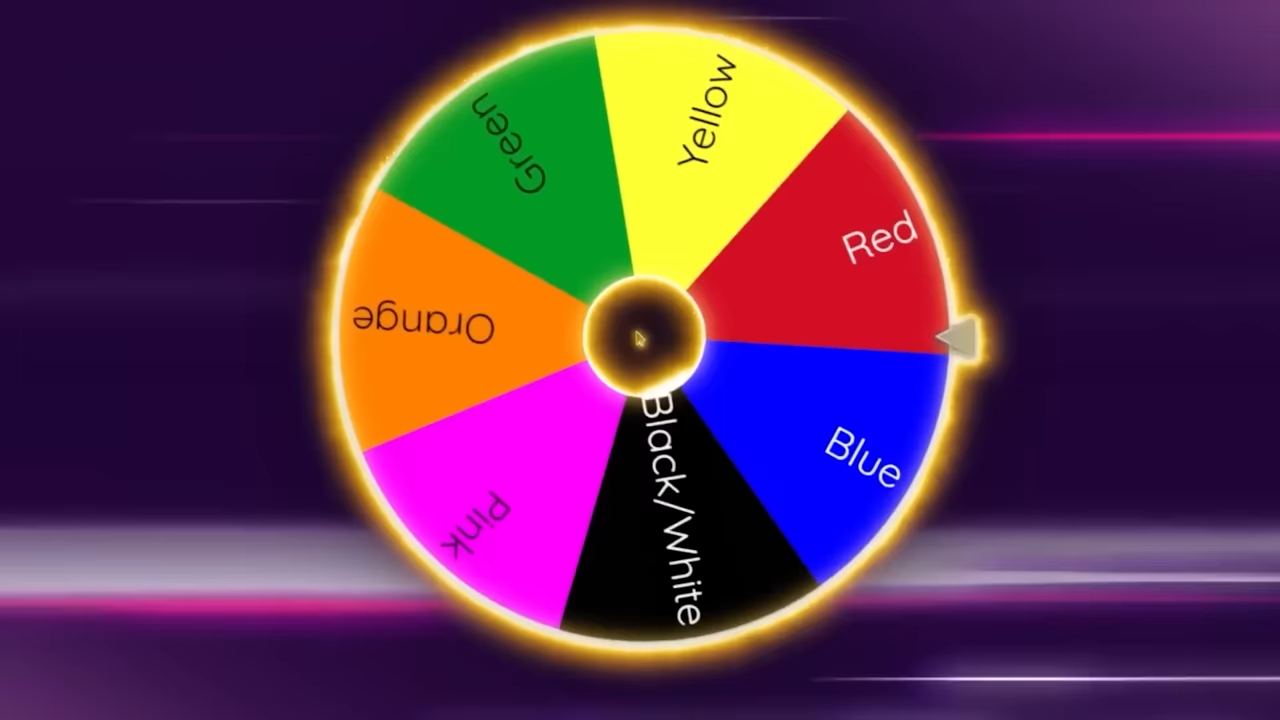 Yellow
Red
Blue
Black/White
Pink
Orange
Green